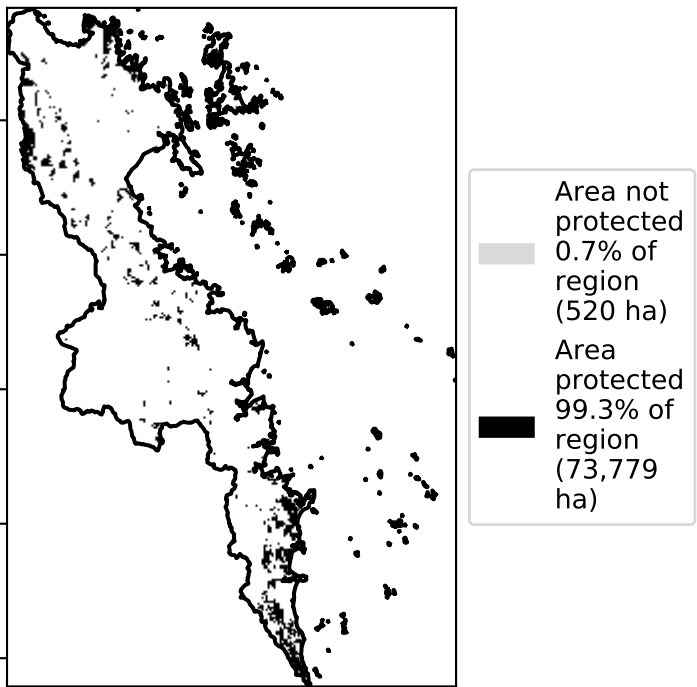 Area not
protected
0.7% of
region
(520 ha)
Area
protected
99.3% of
region
(73,779
ha)